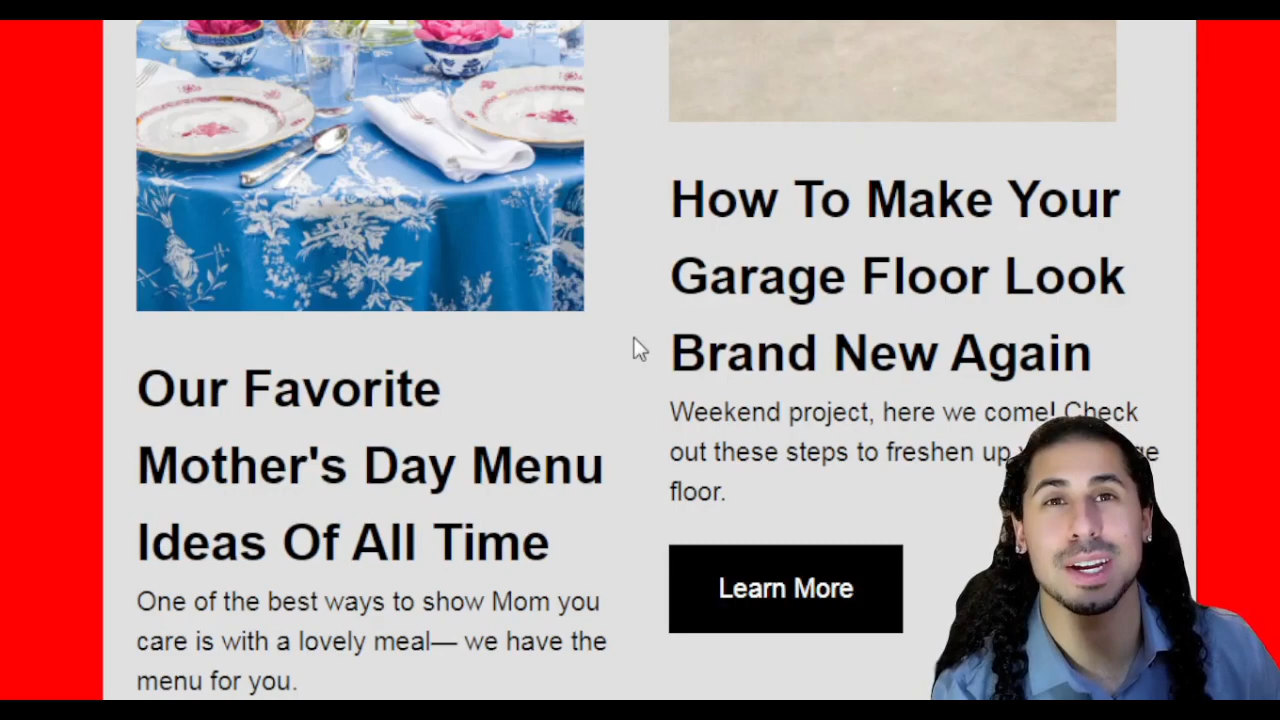 Our Favorite
Mother's Day Menu
Ideas Of All Time
One of the best ways to show Mom you
care is with a lovely meal— we have the
menu for you.
How To Make Your
Garage Floor Look
Brand New Again
Weekend project, here we come! Check
out these steps to freshen up
floor.
Learn More